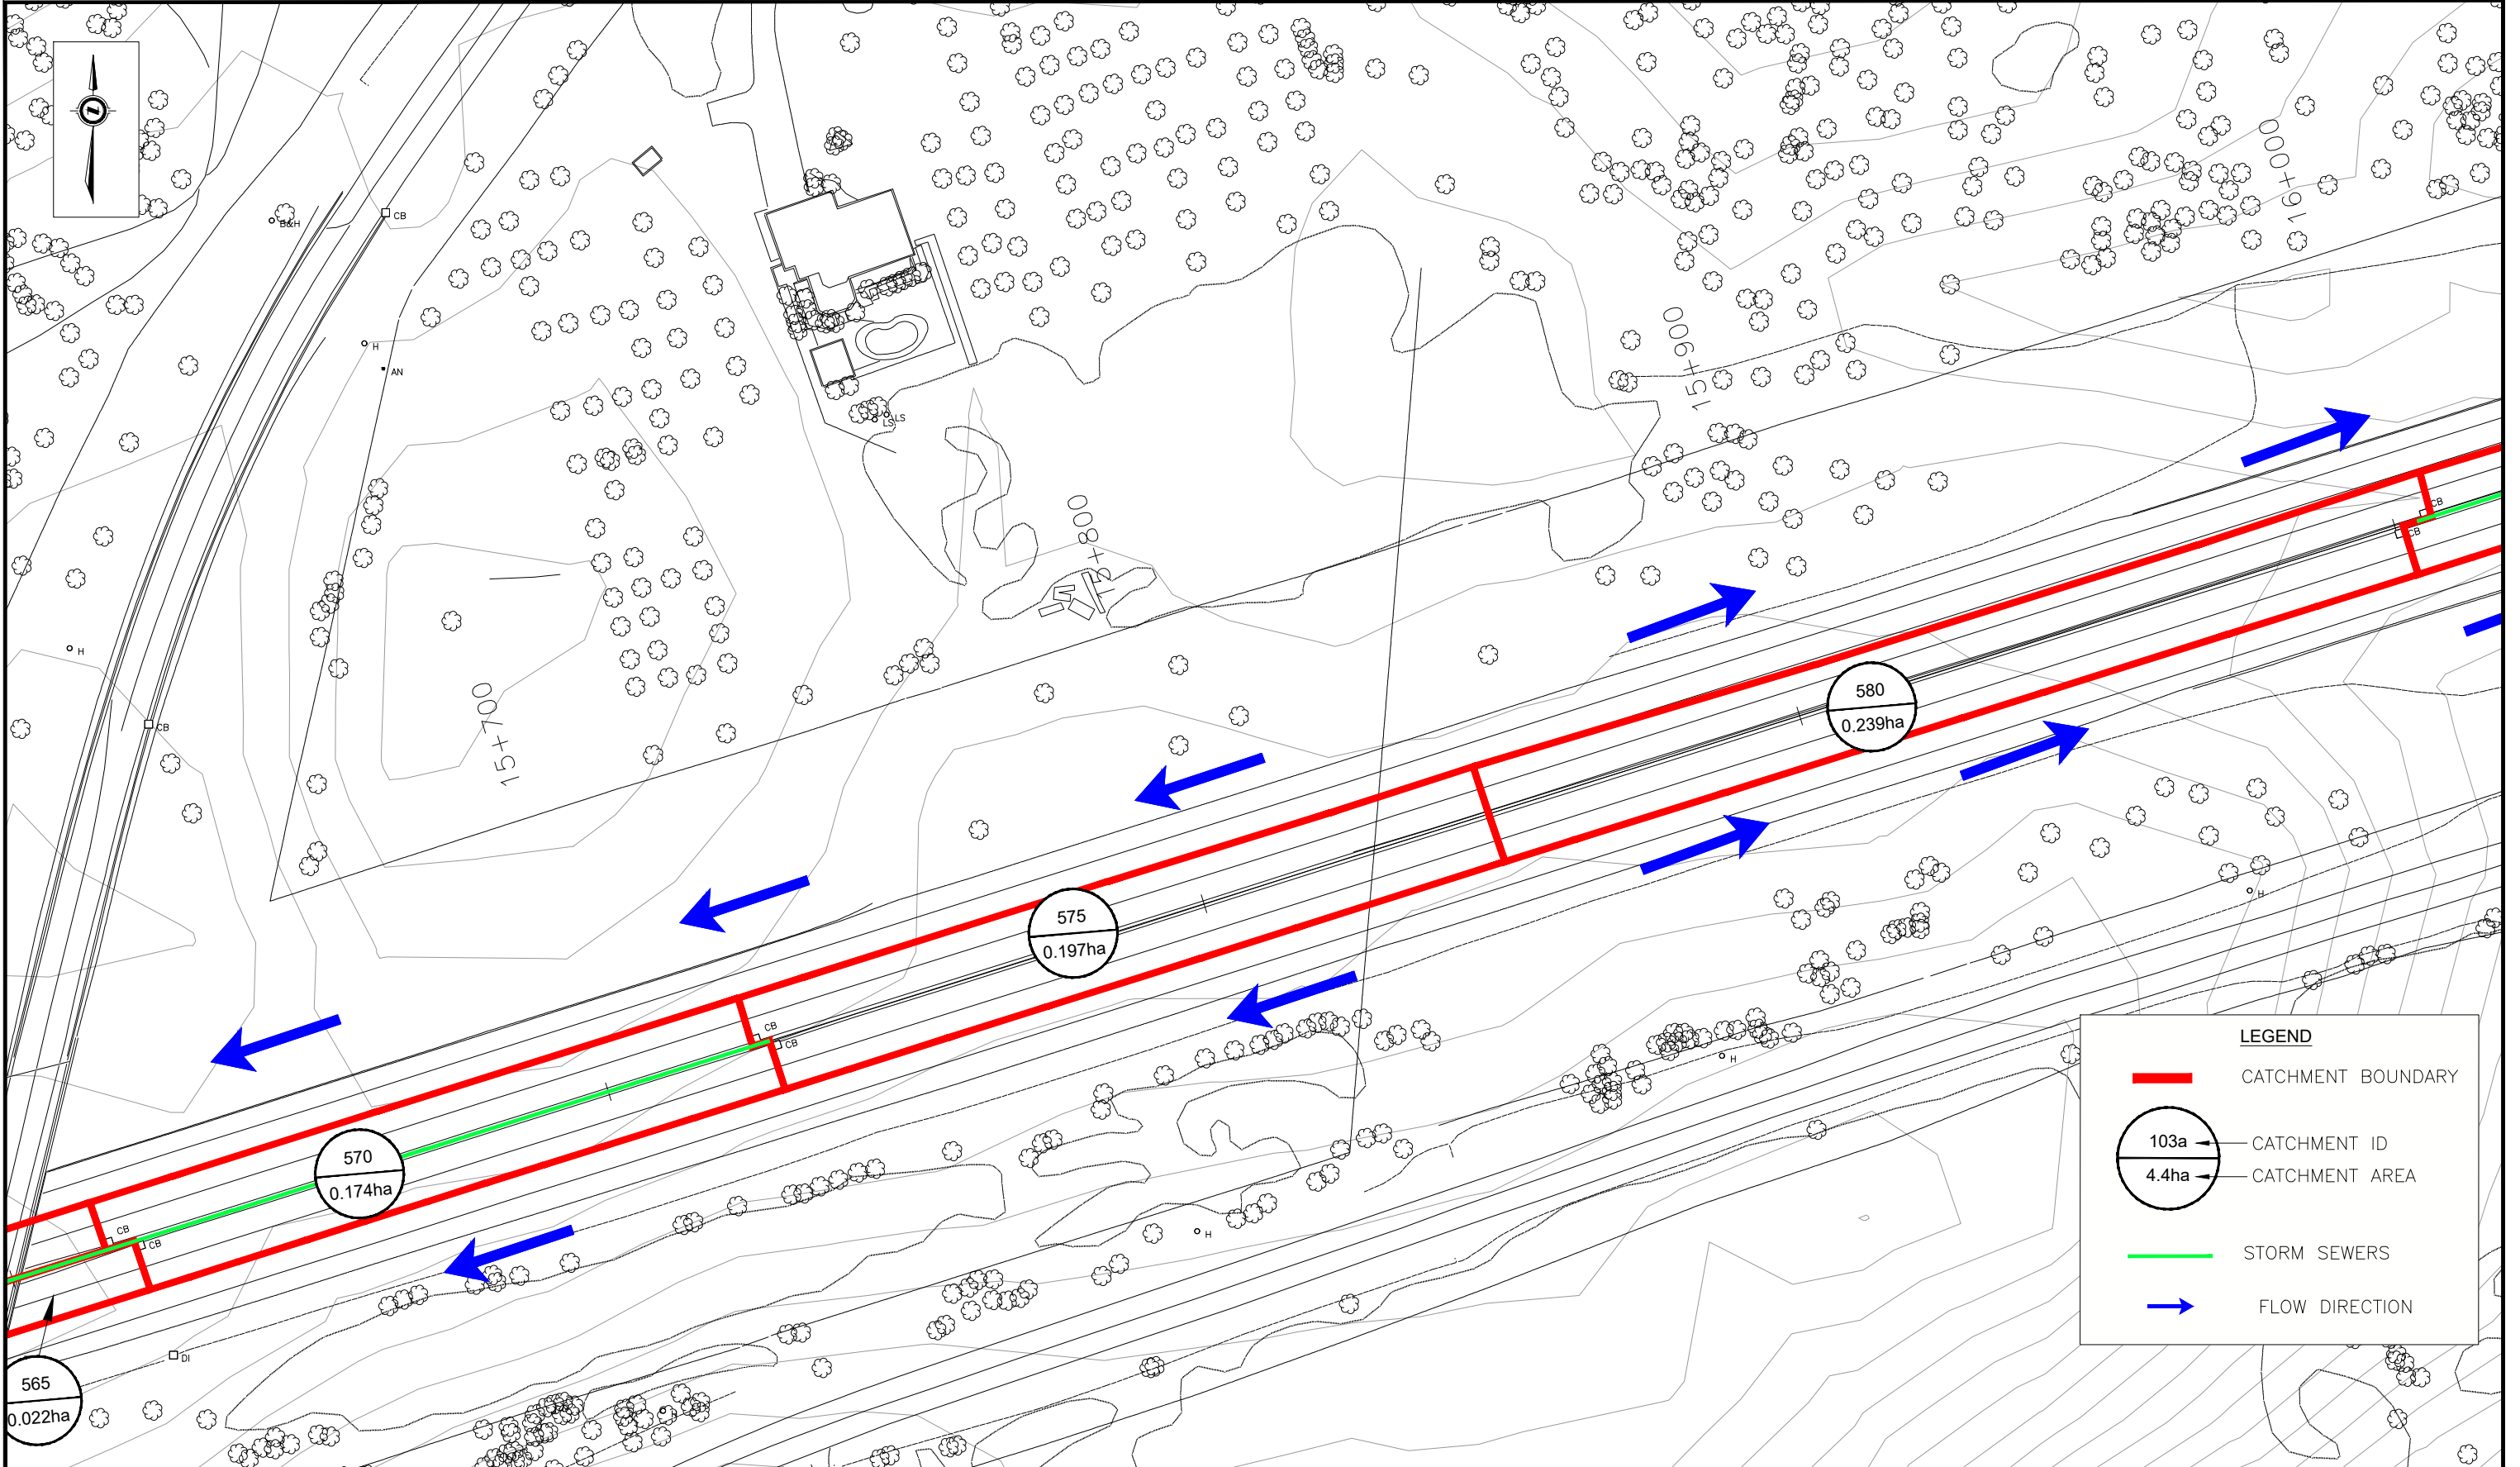 16+000
CB
B&H
15+900
H
AN
LS
LS
CB
CB
15+800
H
580
0.239ha
15+700
CB
H
575
0.197ha
CB
CB
H
LEGEND
CATCHMENT BOUNDARY
103a
CATCHMENT ID
4.4ha
CATCHMENT AREA
STORM SEWERS
FLOW DIRECTION
570
0.174ha
CB
CB
H
DI
565
0.022ha